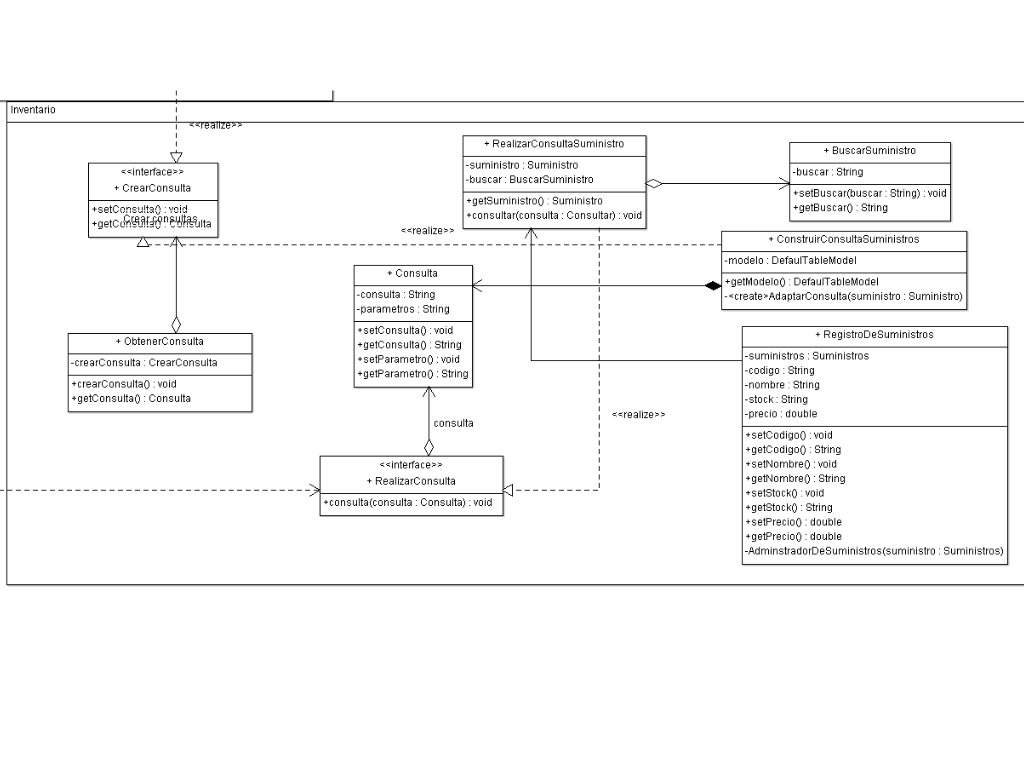 Inventario
<<realize>>
<<interface>>
+ CrearConsulta
+setConsulta() : void
Crear consultas
+getConsulta() : Consulta
+ RealizarConsultaSuministro
-suministro : Suministro
-buscar : BuscarSuministro
+getSuministro() : Suministro
+consultar(consulta : Consultar) : void
+ BuscarSuministro
-buscar : String
+setBuscar(buscar : String) : void
+getBuscar() : String
<<realize>>
+ ConstruirConsultaSuministros
-modelo : DefaulTableModel
+getModelo() : DefaulTableModel
-<create>AdaptarConsulta(suministro : Suministro)
+ Consulta
-consulta : String
-parametros : String
+setConsulta() : void
+getConsulta() : String
+setParametro() : void
+getParametro() : String
+ ObtenerConsulta
-crearConsulta : CrearConsulta
+crearConsulta() : void
+getConsulta() : Consulta
+ RegistroDeSuministros
-suministros : Suministros
-codigo : String
-nombre : String
-stock : String
-precio : double
+setCodigo() : void
+getCodigo() : String
+setNombre() : void
+getNombre() : String
+setStock() : void
+getStock() : String
+setPrecio() : double
+getPrecio() : double
-AdminstradorDeSuministros(suministro : Suministros)
<<realize>>
consulta
<<interface>>
+ RealizarConsulta
+consulta(consulta : Consulta) : void